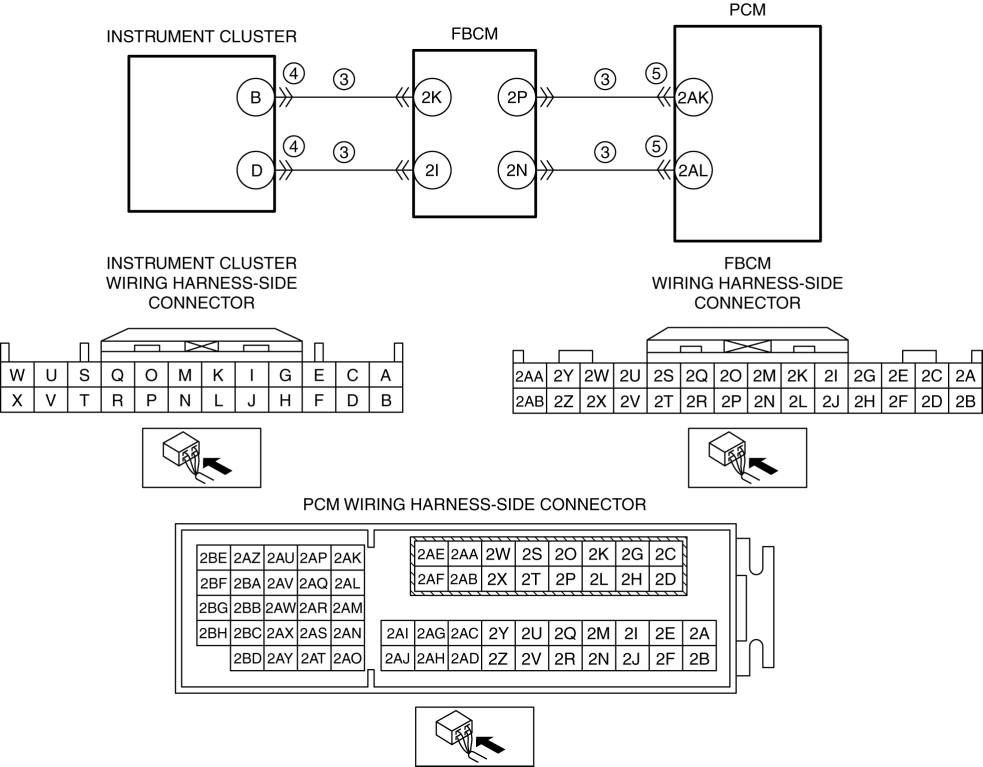 PCM
INSTRUMENT CLUSTER
FBCM
4 3 3 5
B 2K 2P 2AK
4 3 3 5
D 2I 2N 2AL
INSTRUMENT CLUSTER
WIRING HARNESS-SIDE
CONNECTOR
FBCM
WIRING HARNESS-SIDE
CONNECTOR
W U S Q O M K I G E C A
X V T R P N L J H F D B
2AA 2Y 2W 2U 2S 2Q 2O 2M 2K 2I 2G 2E 2C 2A
2AB 2Z 2X 2V 2T 2R 2P 2N 2L 2J 2H 2F 2D 2B
PCM WIRING HARNESS-SIDE CONNECTOR
2BE 2AZ 2AU 2AP 2AK
2BF 2BA 2AV 2AQ 2AL
2BG 2BB 2AW 2AR 2AM
2BH 2BC 2AX 2AS 2AN
2BD 2AY 2AT 2AO
2AE 2AA 2W 2S 2O 2K 2G 2C
2AF 2AB 2X 2T 2P 2L 2H 2D
2AI 2AG 2AC 2Y 2U 2Q 2M 2I 2E 2A
2AJ 2AH 2AD 2Z 2V 2R 2N 2J 2F 2B